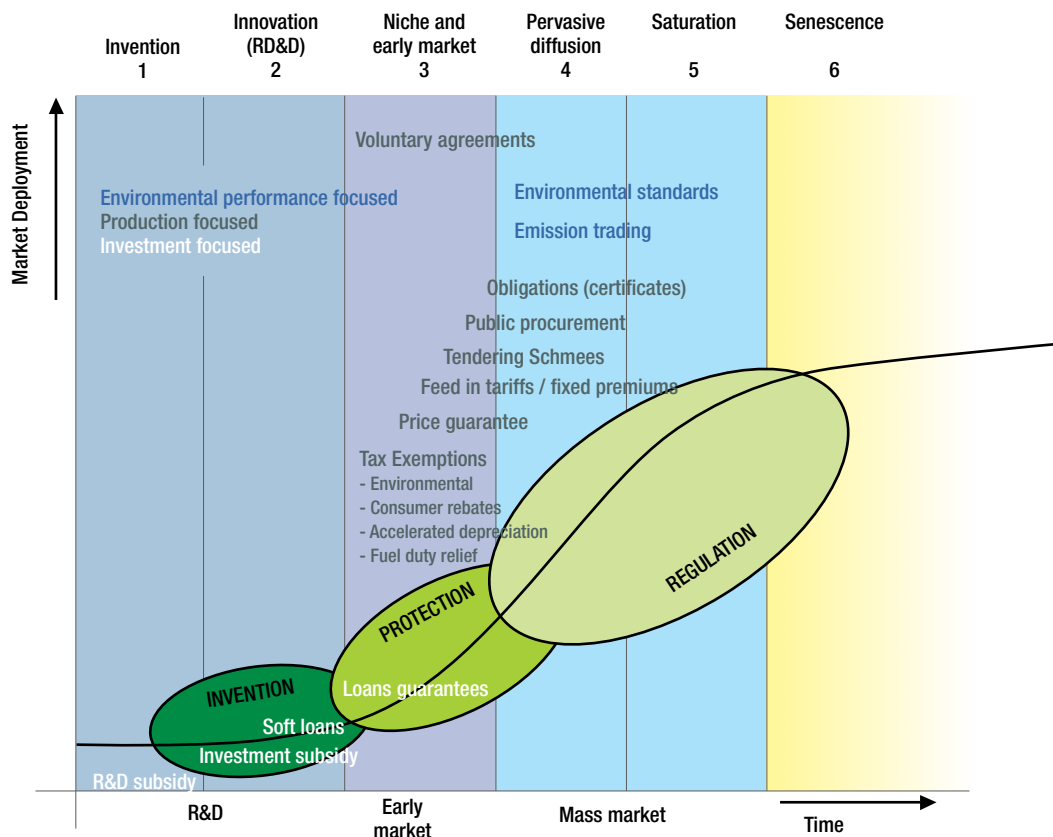 Invention
1
Innovation
(RD&D)
2
Niche and
early market
3
Pervasive
diffusion
4
Saturation
5
Senescence
6
Market Deployment
Voluntary agreements
Environmental performance focused
Production focused
Investment focused
Environmental standards
Emission trading
Obligations (certificates)
Public procurement
Tendering Schmees
Feed in tariffs / fixed premiums
Price guarantee
Tax Exemptions
- Environmental
- Consumer rebates
- Accelerated depreciation
- Fuel duty relief
REGULATION
PROTECTION
Loans guarantees
INVENTION
Soft loans
Investment subsidy
R&D subsidy
R&D
Early
market
Mass market
Time